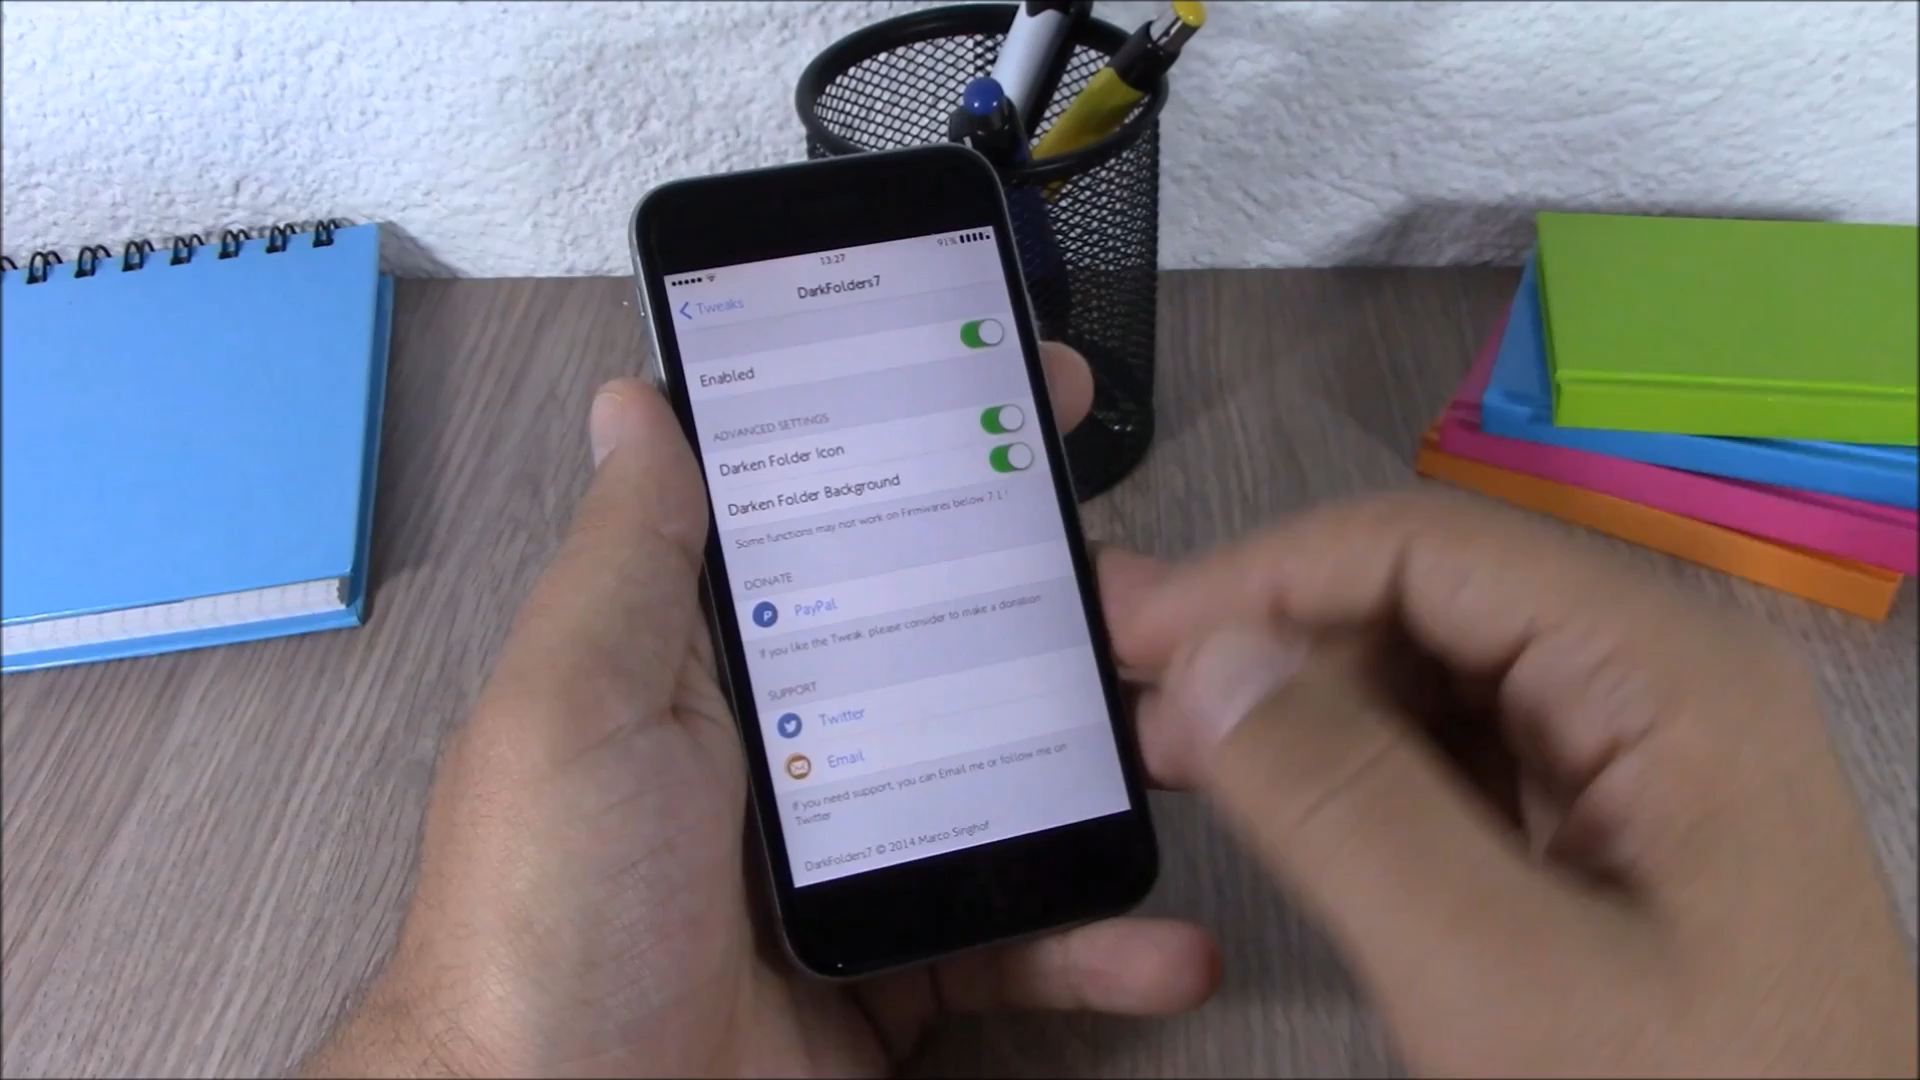 91%
13:27
Tweaks
DarkFolders7
Enabled
ADVANCED SETTINGS
Darken Folder Icon
Darken Folder Background
Some functions may not work on Firmwares below 7.1!
DONATE
PayPal
If you like the Tweak, please consider to make a donation
SUPPORT
Twitter
Email
If you need support, you can Email me or follow me on
Twitter
DarkFolders7 © 2014 Marco Singhof